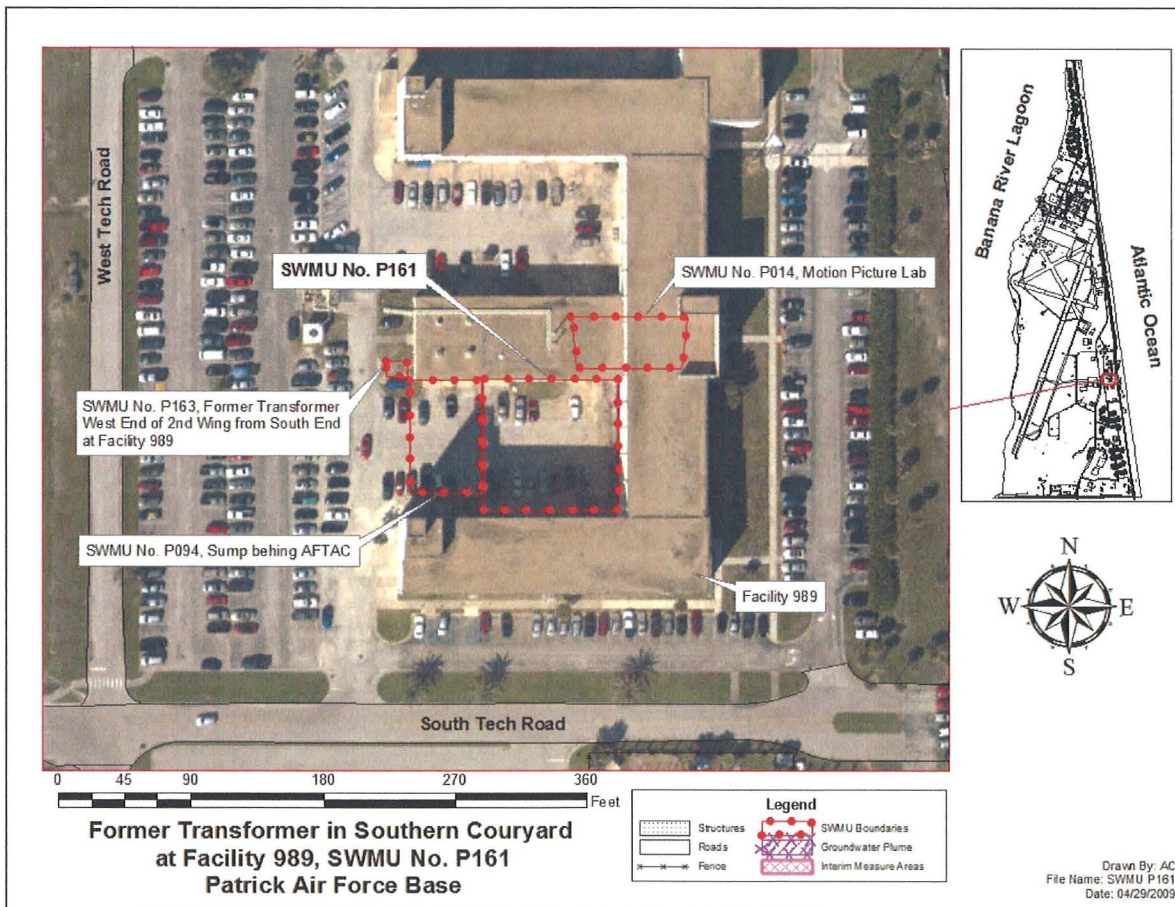 West Tech Road
SWMU No. P161
SWMU No. P014, Motion Picture Lab
SWMU No. P163, Former Transformer
West End of 2nd Wing from South End
at Facility 989
SWMU No. P094, Sump behing AFTAC
Facility 989
South Tech Road
Banana River Lagoon
Atlantic Ocean
N
W
E
S
0 45 90 180 270 360
Feet
Former Transformer in Southern Couryard
at Facility 989, SWMU No. P161
Patrick Air Force Base
Legend
Structures
SWMU Boundaries
Roads
Groundwater Plume
Fence
Interim Measure Areas
Drawn By: AC
File Name: SWMU P161
Date: 04/29/2009